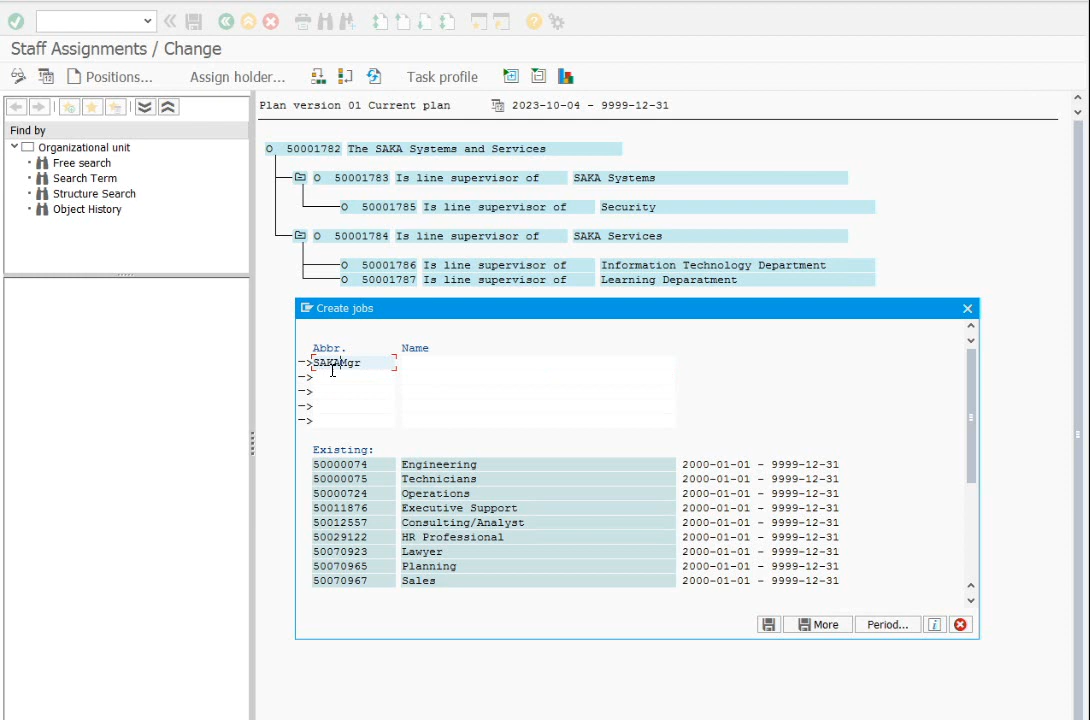 Staff Assignments / Change
Positions...
Assign holder...
Task profile
Find by
Organizational unit
Free search
Search Term
Structure Search
Object History
Plan version 01 Current plan 2023-10-04 - 9999-12-31
O 50001782 The SAKA Systems and Services
O 50001783 Is line supervisor of SAKA Systems
O 50001785 Is line supervisor of Security
O 50001784 Is line supervisor of SAKA Services
O 50001786 Is line supervisor of Information Technology Department
O 50001787 Is line supervisor of Learning Deparatment
Create jobs
Abbr. Name
-> SAKAMgr
->
->
->
->
Existing:
50000074 Engineering 2000-01-01 - 9999-12-31
50000075 Technicians 2000-01-01 - 9999-12-31
50000724 Operations 2000-01-01 - 9999-12-31
50011876 Executive Support 2000-01-01 - 9999-12-31
50012557 Consulting/Analyst 2000-01-01 - 9999-12-31
50029122 HR Professional 2000-01-01 - 9999-12-31
50070923 Lawyer 2000-01-01 - 9999-12-31
50070965 Planning 2000-01-01 - 9999-12-31
50070967 Sales 2000-01-01 - 9999-12-31
More
Period...